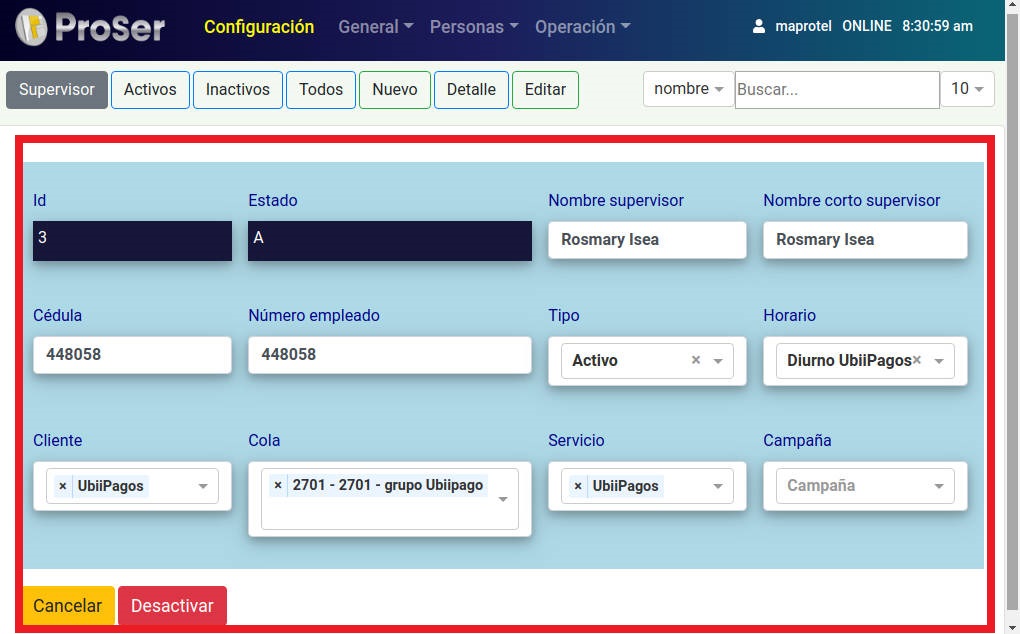 ProSer Configuración General Personas Operación maprotel ONLINE 8:30:59 am
Supervisor Activos Inactivos Todos Nuevo Detalle Editar nombre Buscar... 10
Id Estado Nombre supervisor Nombre corto supervisor
3 A Rosmary Isea Rosmary Isea
Cédula Número empleado Tipo Horario
448058 448058 Activo × Diurno UbiiPagos×
Cliente Cola Servicio Campaña
× UbiiPagos × 2701 - 2701 - grupo Ubiipago × UbiiPagos Campaña
Cancelar Desactivar